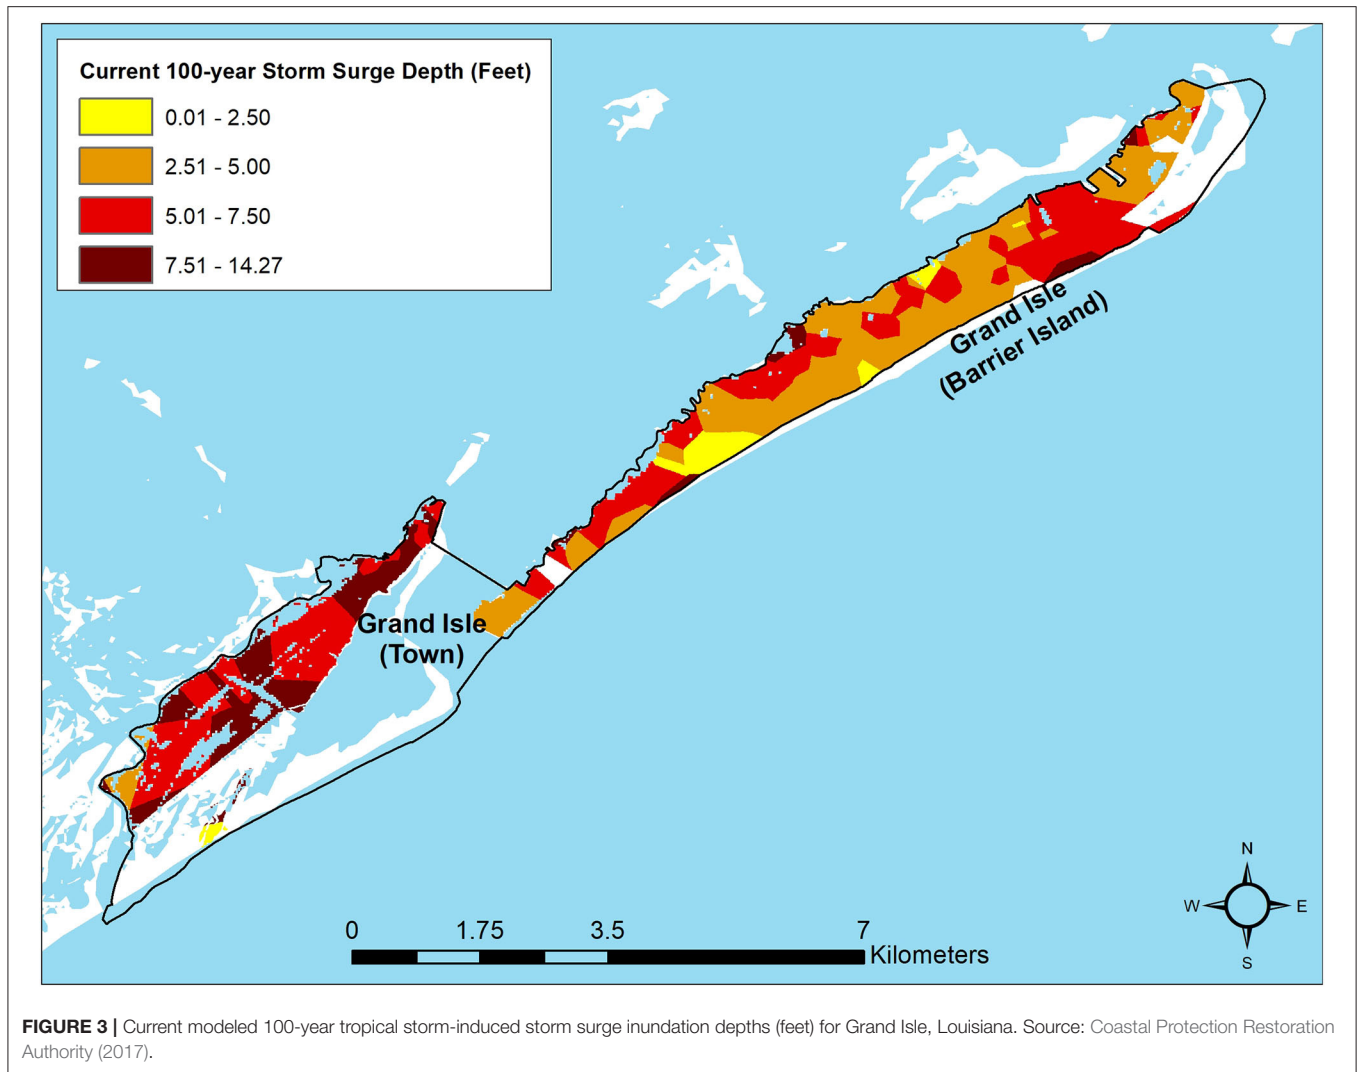 Current 100-year Storm Surge Depth (Feet)
0.01 - 2.50
2.51 - 5.00
5.01 - 7.50
7.51 - 14.27
Grand Isle
(Barrier Island)
Grand Isle
(Town)
N
W E
S
0 1.75 3.5 7
Kilometers
FIGURE 3 | Current modeled 100-year tropical storm-induced storm surge inundation depths (feet) for Grand Isle, Louisiana. Source: Coastal Protection Restoration
Authority (2017).